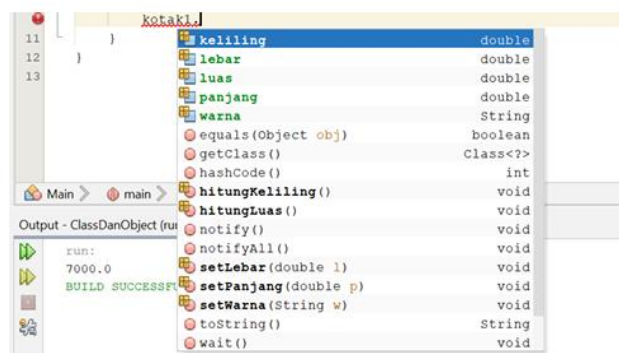 kotak1.
11 }
12 }
13
keliling double
lebar double
luas double
panjang double
warna String
equals(Object obj) boolean
getClass() Class<?>
hashCode() int
hitungKeliling() void
hitungLuas() void
notify() void
notifyAll() void
setLebar(double l) void
setPanjang(double p) void
setWarna(String w) void
toString() String
wait() void
Main main
Output - ClassDanObject (ru
run:
7000.0
BUILD SUCCESSFU